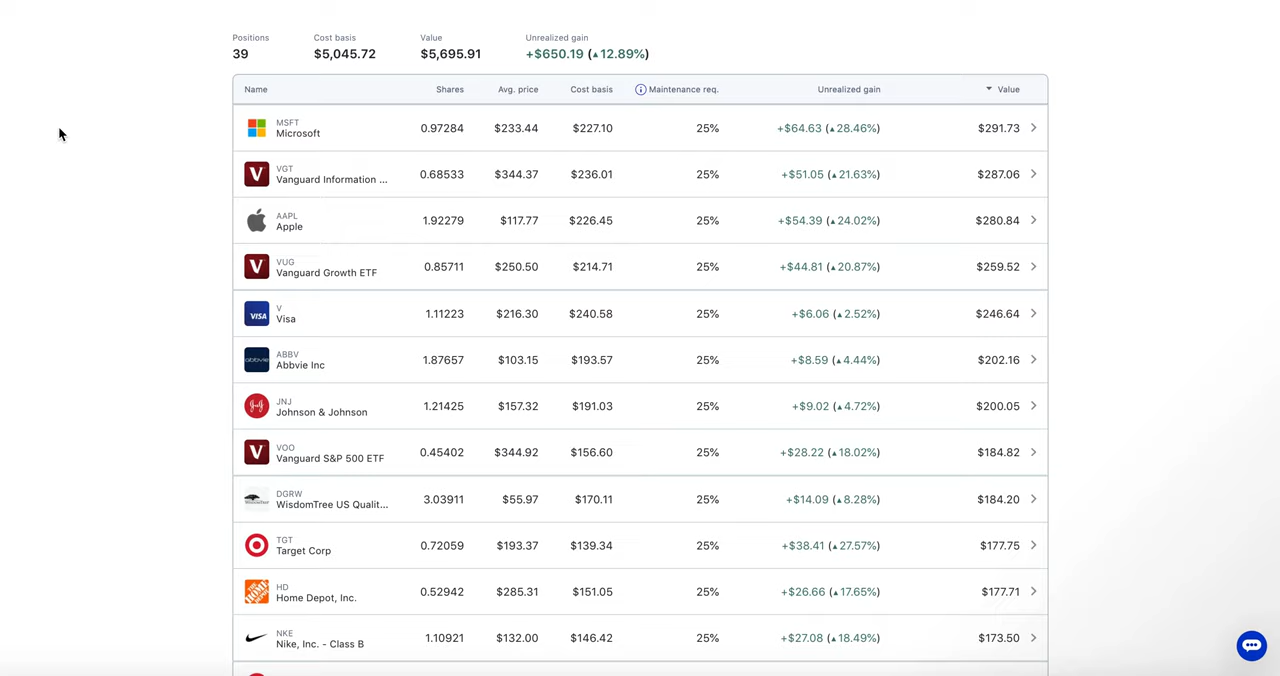 Positions Cost basis Value Unrealized gain
39 $5,045.72 $5,695.91 +$650.19 (▲12.89%)
Name Shares Avg. price Cost basis Maintenance req. Unrealized gain Value
MSFT
Microsoft 0.97284 $233.44 $227.10 25% +$64.63 (▲28.46%) $291.73
V VGT
Vanguard Information ... 0.68533 $344.37 $236.01 25% +$51.05 (▲21.63%) $287.06
AAPL
Apple 1.92279 $117.77 $226.45 25% +$54.39 (▲24.02%) $280.84
V VUG
Vanguard Growth ETF 0.85711 $250.50 $214.71 25% +$44.81 (▲20.87%) $259.52
VISA V
Visa 1.11223 $216.30 $240.58 25% +$6.06 (▲2.52%) $246.64
abbvie ABBV
Abbvie Inc 1.87657 $103.15 $193.57 25% +$8.59 (▲4.44%) $202.16
JNJ
Johnson & Johnson 1.21425 $157.32 $191.03 25% +$9.02 (▲4.72%) $200.05
V VOO
Vanguard S&P 500 ETF 0.45402 $344.92 $156.60 25% +$28.22 (▲18.02%) $184.82
DGRW
WisdomTree US Qualit... 3.03911 $55.97 $170.11 25% +$14.09 (▲8.28%) $184.20
TGT
Target Corp 0.72059 $193.37 $139.34 25% +$38.41 (▲27.57%) $177.75
HD
Home Depot, Inc. 0.52942 $285.31 $151.05 25% +$26.66 (▲17.65%) $177.71
NKE
Nike, Inc. - Class B 1.10921 $132.00 $146.42 25% +$27.08 (▲18.49%) $173.50